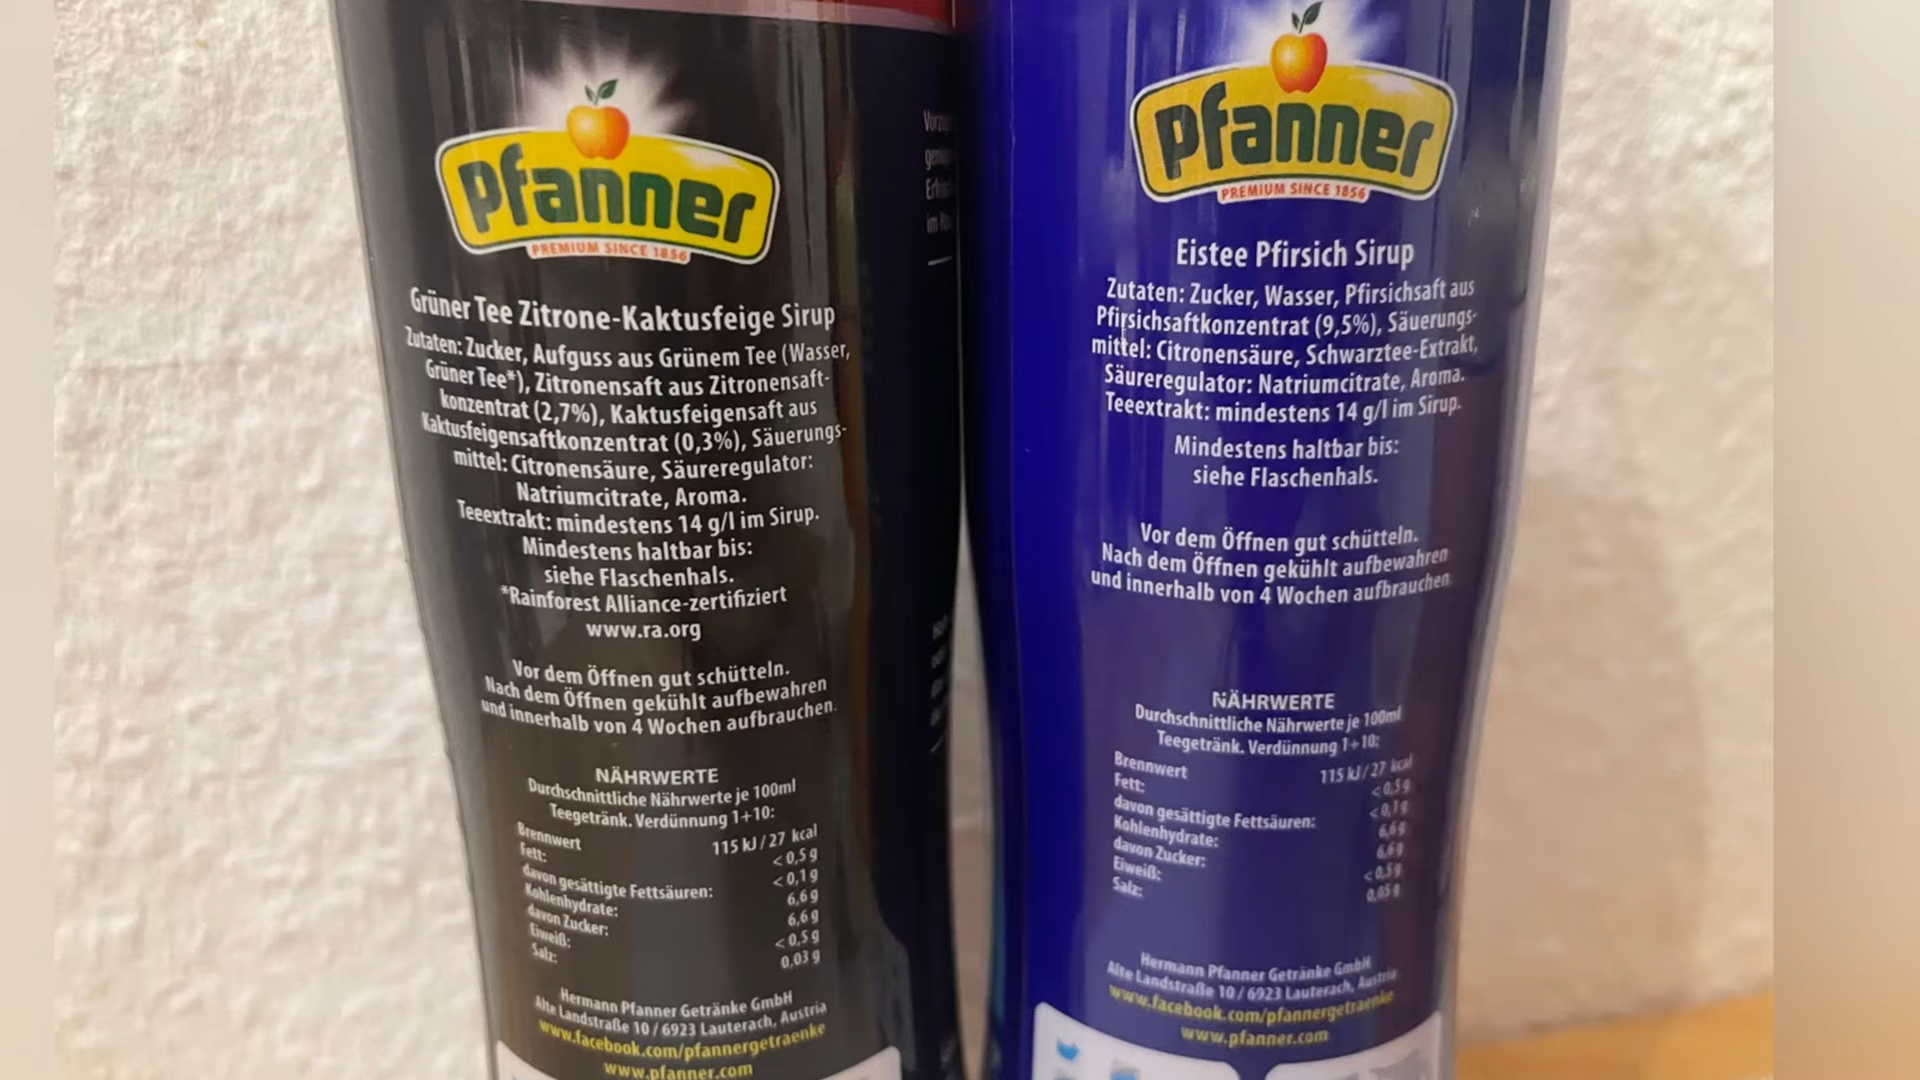 Pfanner
PREMIUM SINCE 1856
Grüner Tee Zitrone-Kaktusfeige Sirup
Zutaten: Zucker, Aufguss aus Grünem Tee (Wasser,
Grüner Tee*), Zitronensaft aus Zitronensaft-
konzentrat (2,7%), Kaktusfeigensaft aus
Kaktusfeigensaftkonzentrat (0,3%), Säuerungs-
mittel: Citronensäure, Säureregulator:
Natriumcitrate, Aroma.
Teeextrakt: mindestens 14 g/l im Sirup.
Mindestens haltbar bis:
siehe Flaschenhals.
*Rainforest Alliance-zertifiziert
www.ra.org
Vor dem Öffnen gut schütteln.
Nach dem Öffnen gekühlt aufbewahren
und innerhalb von 4 Wochen aufbrauchen.
NÄHRWERTE
Durchschnittliche Nährwerte je 100ml
Teegetränk. Verdünnung 1+10:
Brennwert 115 kJ/27 kcal
Fett: <0,5 g
davon gesättigte Fettsäuren: <0,1 g
Kohlenhydrate: 6,6 g
davon Zucker: 6,6 g
Eiweiß: <0,5 g
Salz: 0,03 g
Hermann Pfanner Getränke GmbH
Alte Landstraße 10 / 6923 Lauterach, Austria
www.facebook.com/pfannergetraenke
www.pfanner.com
im
Pfanner
PREMIUM SINCE 1856
Eistee Pfirsich Sirup
Zutaten: Zucker, Wasser, Pfirsichsaft aus
Pfirsichsaftkonzentrat (9,5%), Säuerungs-
mittel: Citronensäure, Schwarztee-Extrakt,
Säureregulator: Natriumcitrate, Aroma.
Teeextrakt: mindestens 14 g/l im Sirup.
Mindestens haltbar bis:
siehe Flaschenhals.
Vor dem Öffnen gut schütteln.
Nach dem Öffnen gekühlt aufbewahren
und innerhalb von 4 Wochen aufbrauchen.
NÄHRWERTE
Durchschnittliche Nährwerte je 100ml
Teegetränk. Verdünnung 1+10:
Brennwert 115 kJ/27 kcal
Fett: <0,5 g
davon gesättigte Fettsäuren: <0,1 g
Kohlenhydrate: 6,6 g
davon Zucker: 6,6 g
Eiweiß: <0,5 g
Salz: 0,05 g
Hermann Pfanner Getränke GmbH
Alte Landstraße 10 / 6923 Lauterach, Austria
www.facebook.com/pfannergetraenke
www.pfanner.com